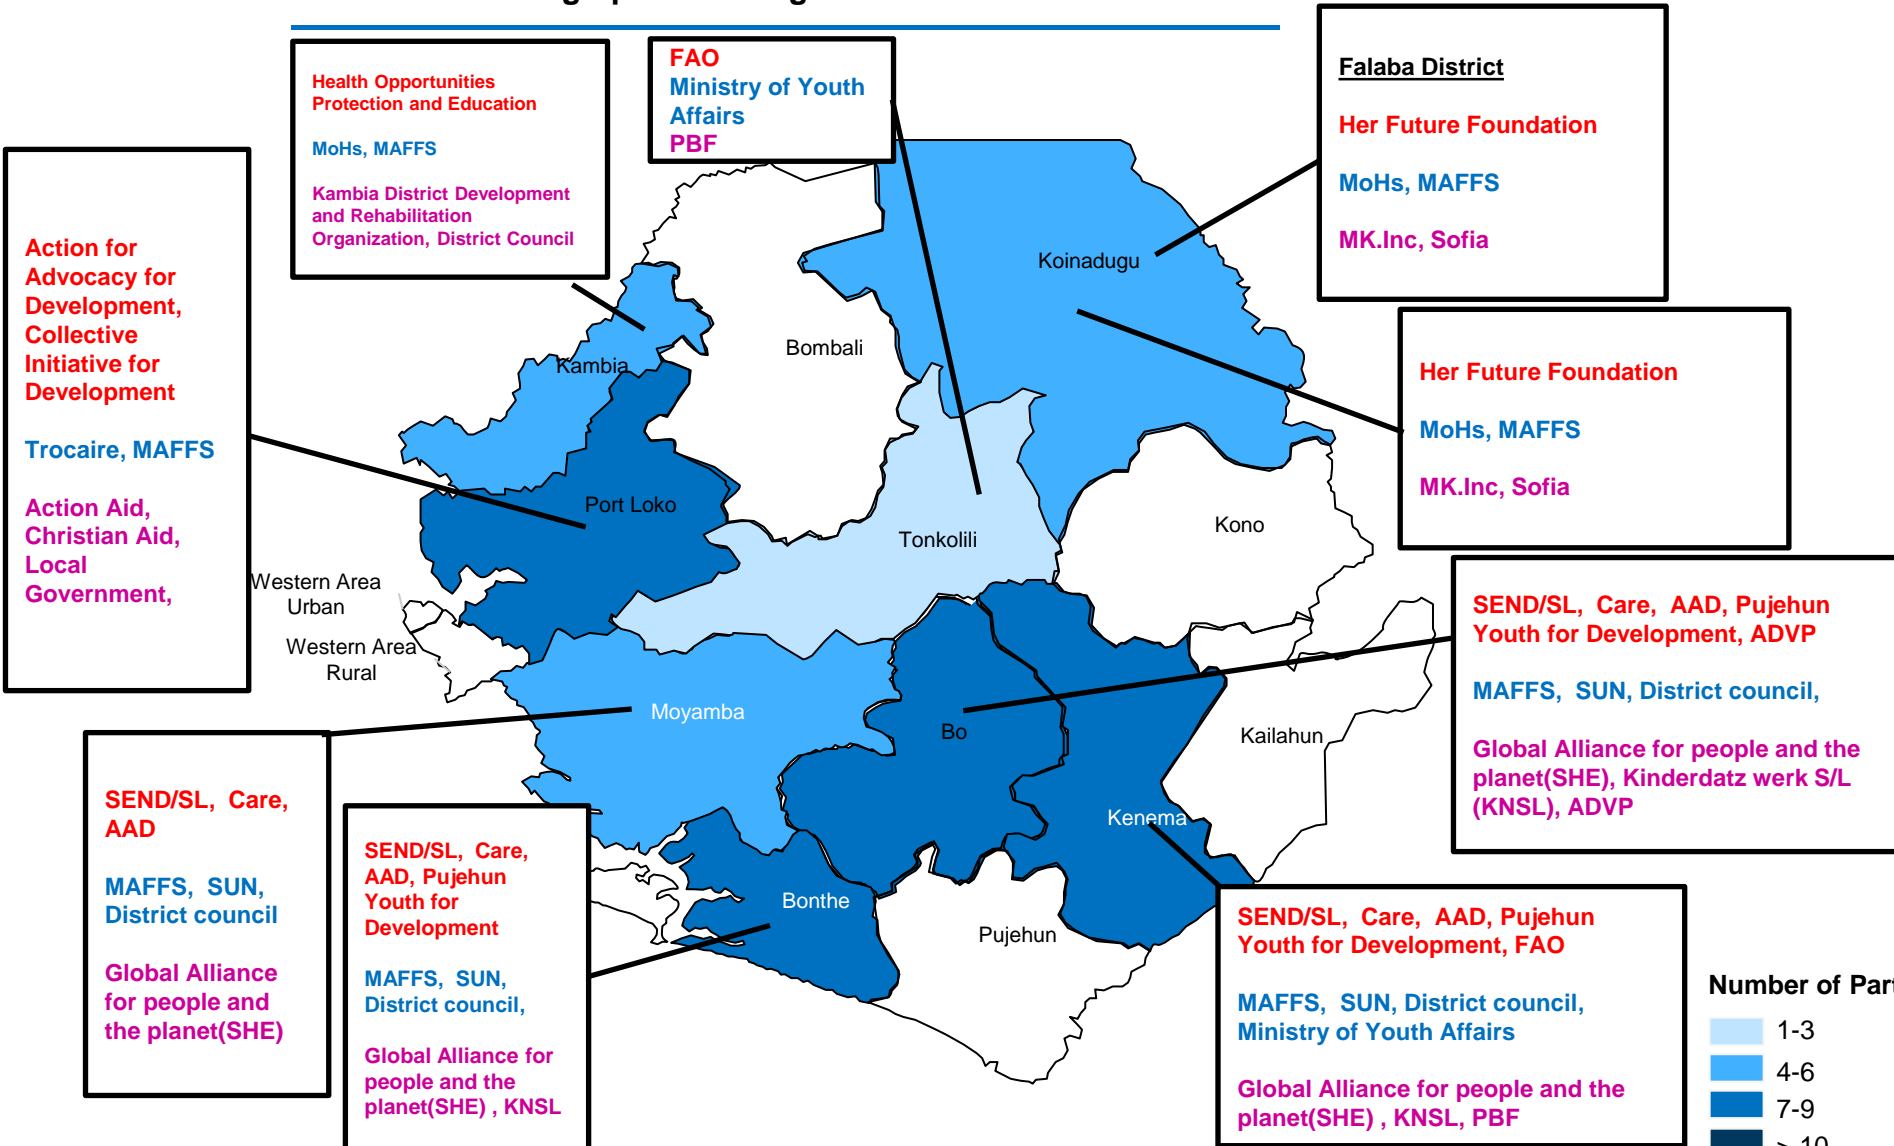 Health Opportunities
Protection and Education
MoHs, MAFFS
Kambia District Development
and Rehabilitation
Organization, District Council
FAO
Ministry of Youth
Affairs
PBF
Falaba District
Her Future Foundation
MoHs, MAFFS
MK.Inc, Sofia
Action for
Advocacy for
Development,
Collective
Initiative for
Development
Trocaire, MAFFS
Action Aid,
Christian Aid,
Local
Government,
Her Future Foundation
MoHs, MAFFS
MK.Inc, Sofia
Koinadugu
Bombali
Kambia
Port Loko
Tonkolili
Kono
Western Area
Urban
Western Area
Rural
Moyamba
Bo
Kailahun
Kenema
Bonthe
Pujehun
SEND/SL, Care, AAD, Pujehun
Youth for Development, ADVP
MAFFS, SUN, District council,
Global Alliance for people and the
planet(SHE), Kinderdatz werk S/L
(KNSL), ADVP
SEND/SL, Care,
AAD
MAFFS, SUN,
District council
Global Alliance
for people and
the planet(SHE)
SEND/SL, Care,
AAD, Pujehun
Youth for
Development
MAFFS, SUN,
District council,
Global Alliance for
people and the
planet(SHE) , KNSL
SEND/SL, Care, AAD, Pujehun
Youth for Development, FAO
MAFFS, SUN, District council,
Ministry of Youth Affairs
Global Alliance for people and the
planet(SHE) , KNSL, PBF
Number of Part
1-3
4-6
7-9
> 10